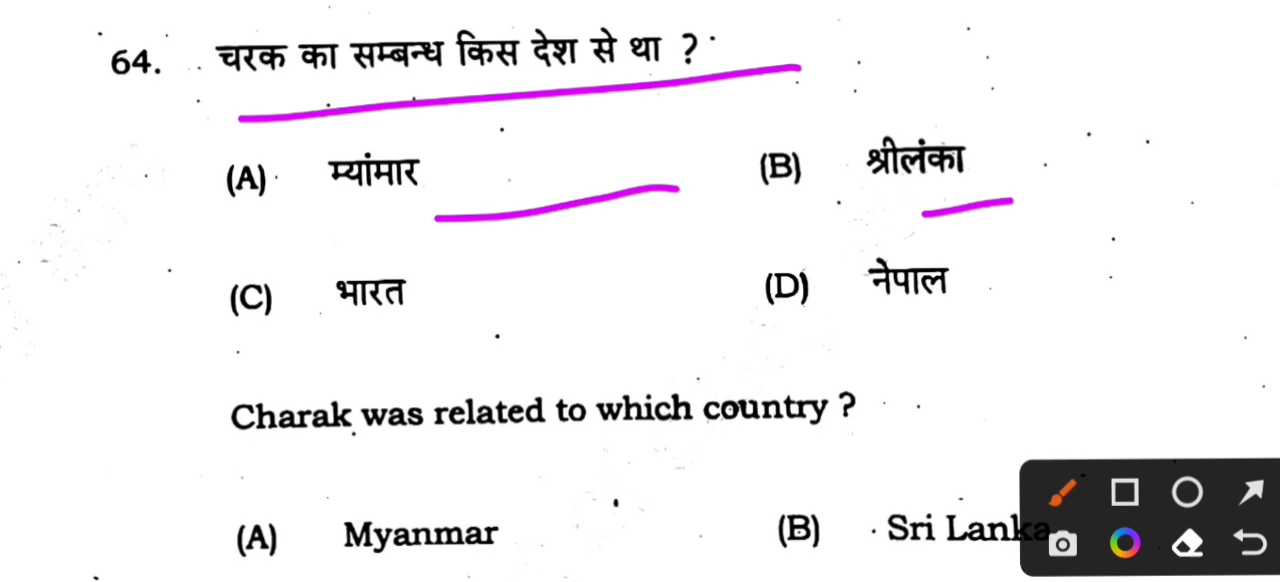 64. चरक का सम्बन्ध किस देश से था ?
(A) म्यांमार (B) श्रीलंका
(C) भारत (D) नेपाल
Charak was related to which country ?
(A) Myanmar (B) Sri Lanka